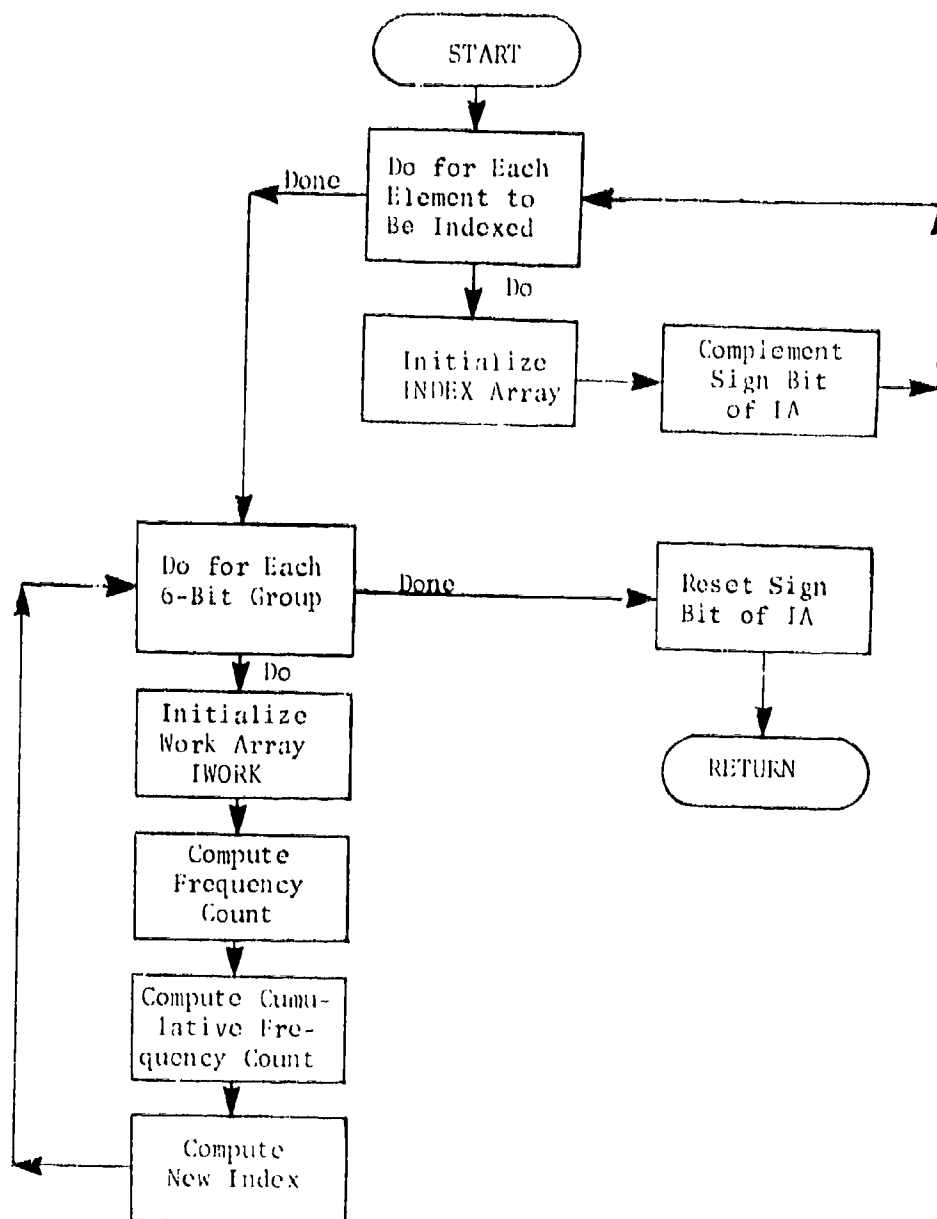 START
Do for Each
Element to
Be Indexed
Done
Do
Initialize
INDEX Array
Complement
Sign Bit
of IA
Do for Each
6-Bit Group
Done
Reset Sign
Bit of IA
Do
Initialize
Work Array
IWORK
RETURN
Compute
Frequency
Count
Compute Cumu-
lative Fre-
quency Count
Compute
New Index